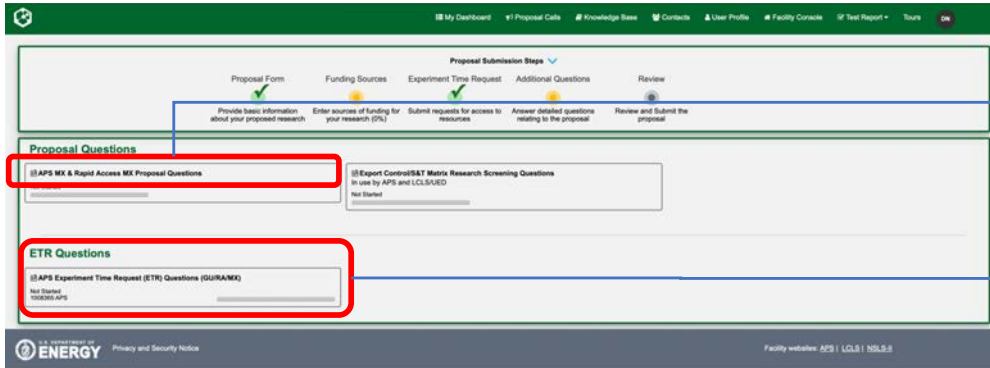 My Dashboard Proposal Calls Knowledge Base Contacts User Profile Facility Console Test Report Tours DN
Proposal Submission Steps
Proposal Form Funding Sources Experiment Time Request Additional Questions Review
Provide basic information Enter sources of funding for Submit requests for access to Answer detailed questions Review and Submit the
about your proposed research your research (0%) resources relating to the proposal proposal
Proposal Questions
APS MX & Rapid Access MX Proposal Questions
Export Control/S&T Matrix Research Screening Questions
In use by APS and LCLS/UED
Not Started
ETR Questions
APS Experiment Time Request (ETR) Questions (GU/RA/MX)
Not Started
1008365 APS
U.S. DEPARTMENT OF
ENERGY Privacy and Security Notice Facility websites: APS | LCLS | NSLS-II